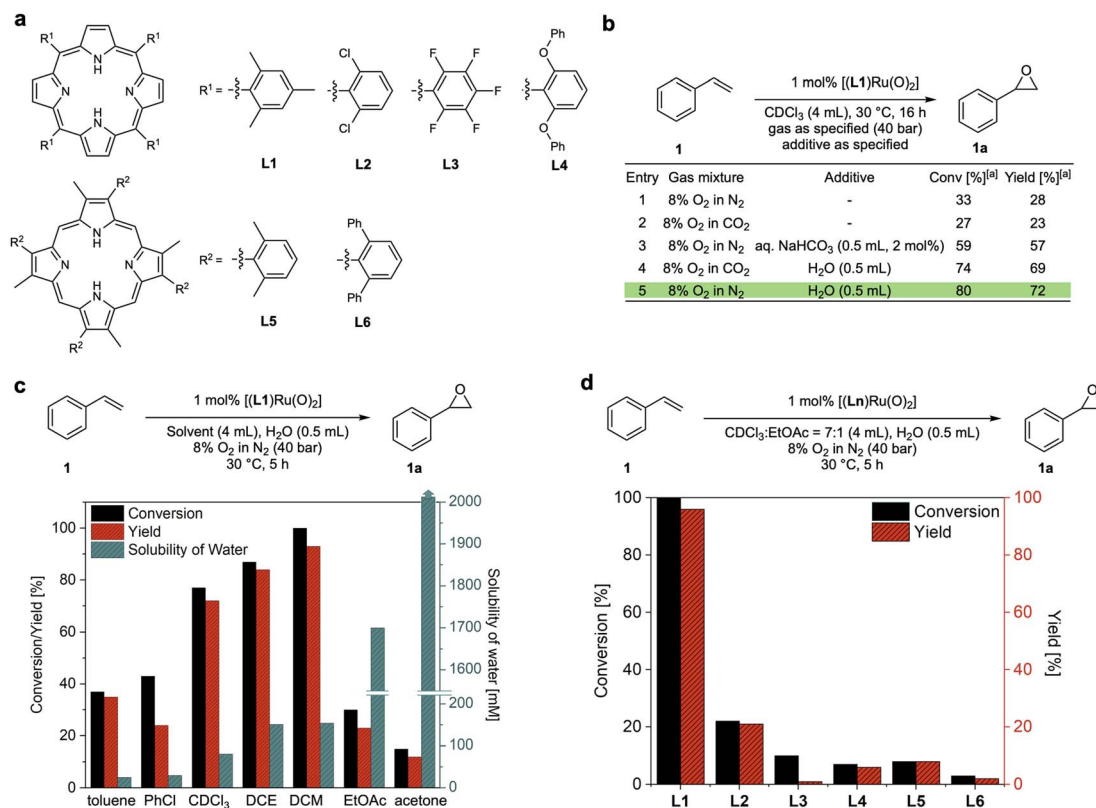 a
R¹ R¹
NH
N N
HN
R¹ R¹
R¹ =
L1
Cl
Cl
L2
F F
F
F F
L3
O Ph
O
Ph
L4
R²
NH
R² N N
HN R²
R²
R² =
L5
Ph
Ph
L6
b
1
1 mol% [(L1)Ru(O)₂]
CDCl₃ (4 mL), 30 °C, 16 h
gas as specified (40 bar)
additive as specified
O
1a
Entry Gas mixture Additive Conv [%][a] Yield [%][a]
1 8% O₂ in N₂ - 33 28
2 8% O₂ in CO₂ - 27 23
3 8% O₂ in N₂ aq. NaHCO₃ (0.5 mL, 2 mol%) 59 57
4 8% O₂ in CO₂ H₂O (0.5 mL) 74 69
5 8% O₂ in N₂ H₂O (0.5 mL) 80 72
c
1
1 mol% [(L1)Ru(O)₂]
Solvent (4 mL), H₂O (0.5 mL)
8% O₂ in N₂ (40 bar)
30 °C, 5 h
O
1a
Conversion
Yield
Solubility of Water
Conversion/Yield [%]
100
80
60
40
20
0
toluene PhCl CDCl₃ DCE DCM EtOAc acetone
2000
1900
1800
1700
1600
200
100
0
Solubility of water [mM]
d
1
1 mol% [(Ln)Ru(O)₂]
CDCl₃:EtOAc = 7:1 (4 mL), H₂O (0.5 mL)
8% O₂ in N₂ (40 bar)
30 °C, 5 h
O
1a
Conversion
Yield
Conversion [%]
100
80
60
40
20
0
L1 L2 L3 L4 L5 L6
100
80
60
40
20
0
Yield [%]